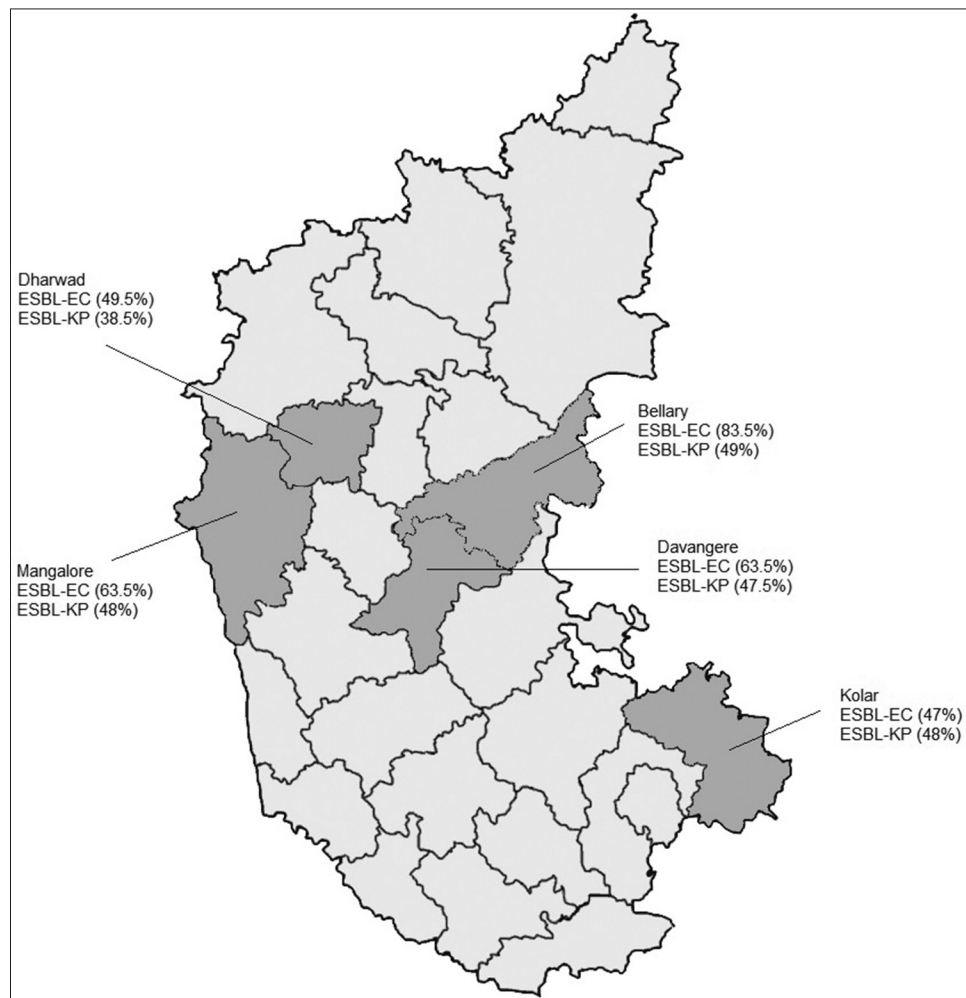 Dharwad
ESBL-EC (49.5%)
ESBL-KP (38.5%)
Bellary
ESBL-EC (83.5%)
ESBL-KP (49%)
Mangalore
ESBL-EC (63.5%)
ESBL-KP (48%)
Davangere
ESBL-EC (63.5%)
ESBL-KP (47.5%)
Kolar
ESBL-EC (47%)
ESBL-KP (48%)